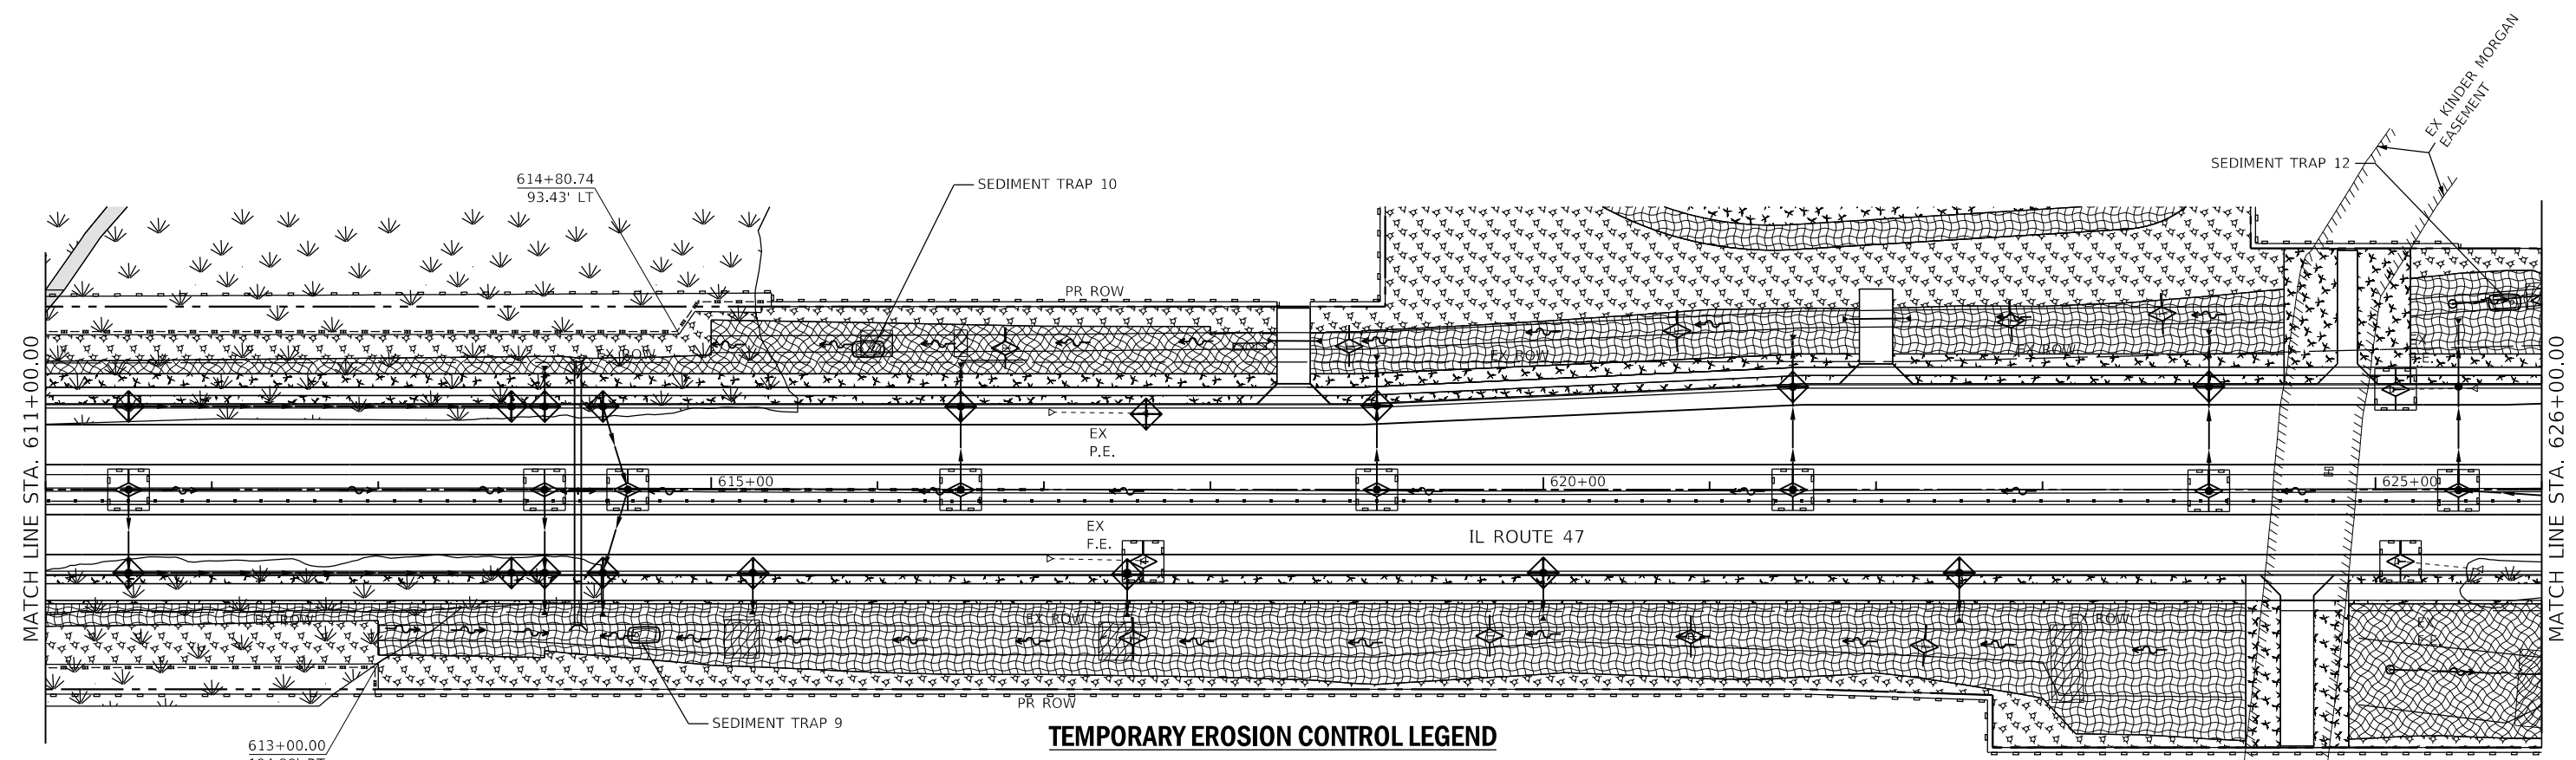 EX KINDER MORGAN
EASEMENT
SEDIMENT TRAP 12
614+80.74
93.43' LT
SEDIMENT TRAP 10
PR ROW
EX ROW
EX ROW
EX ROW
EX
P.E.
MATCH LINE STA. 611+00.00
615+00
620+00
625+00
MATCH LINE STA. 626+00.00
EX
F.E.
IL ROUTE 47
EX ROW
EX ROW
EX ROW
PR ROW
SEDIMENT TRAP 9
TEMPORARY EROSION CONTROL LEGEND
613+00.00